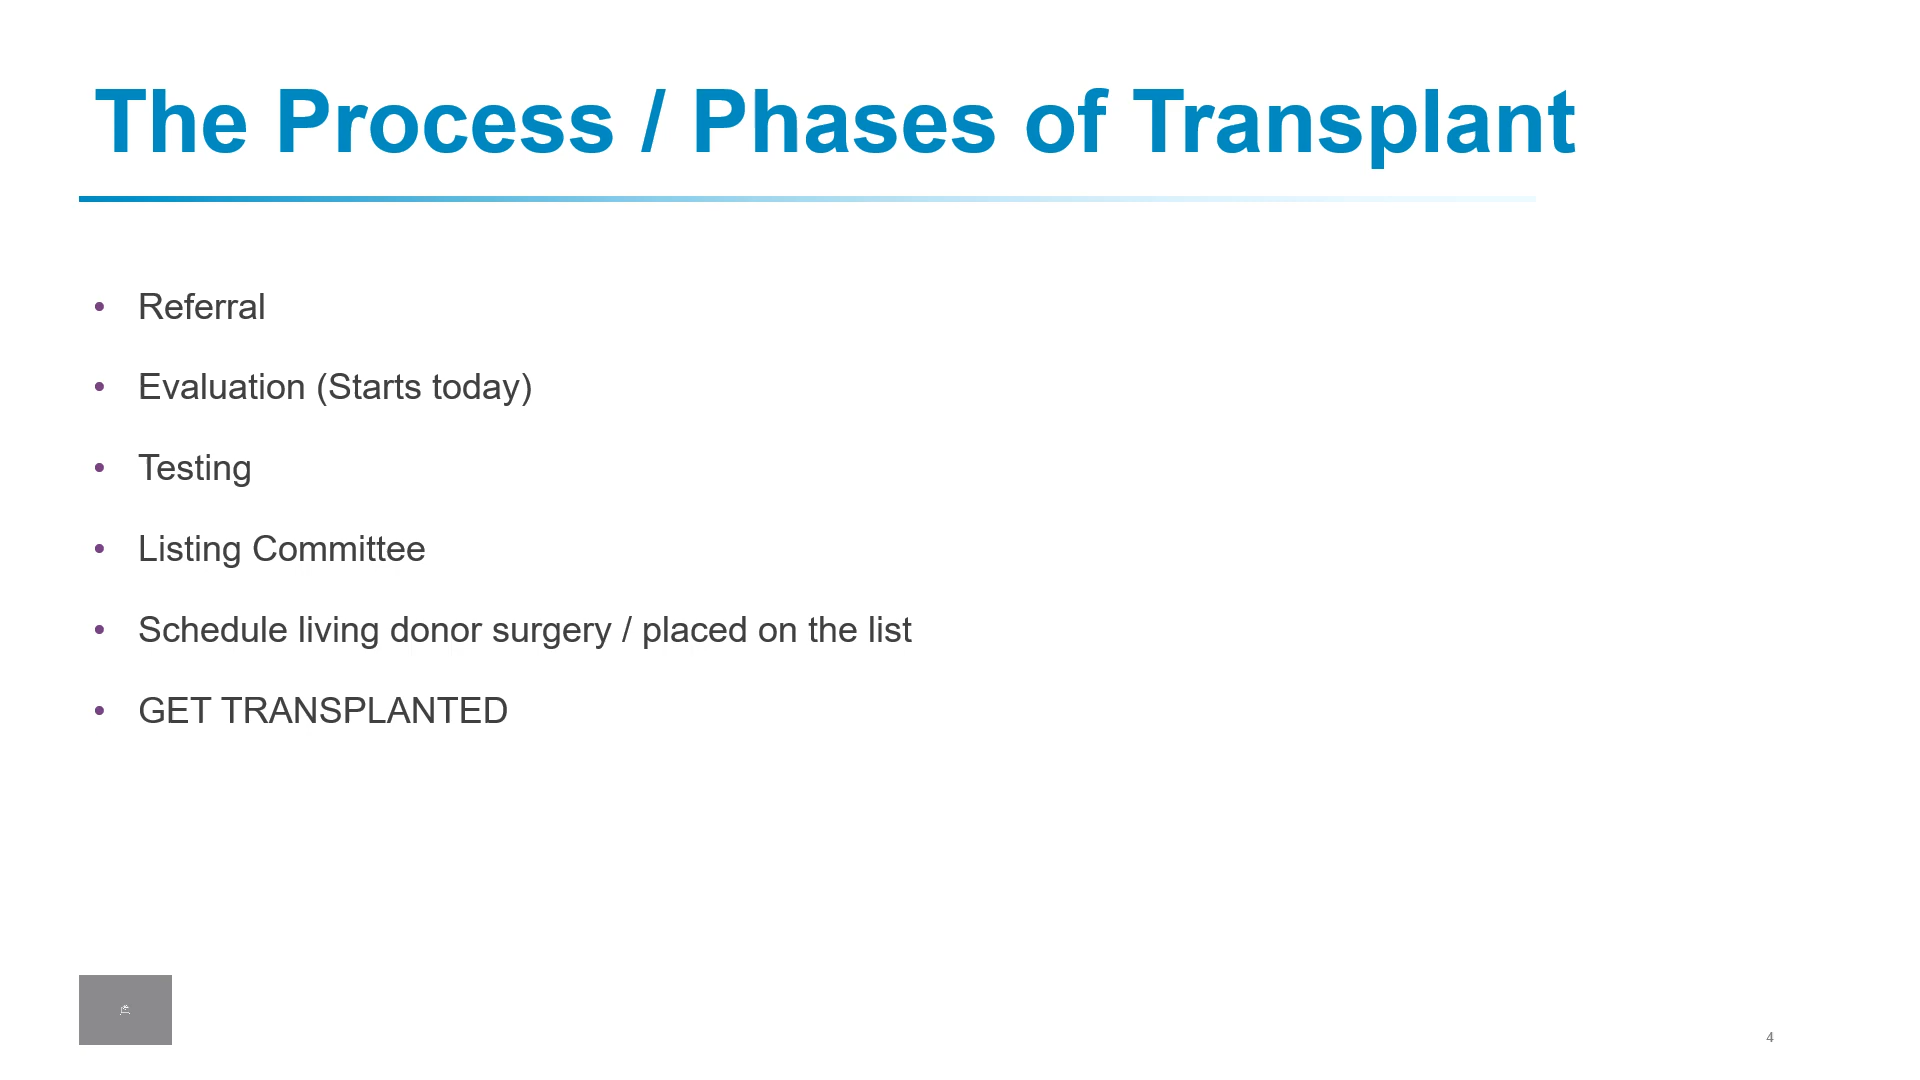 The Process / Phases of Transplant
• Referral
• Evaluation (Starts today)
• Testing
• Listing Committee
• Schedule living donor surgery / placed on the list
• GET TRANSPLANTED
4